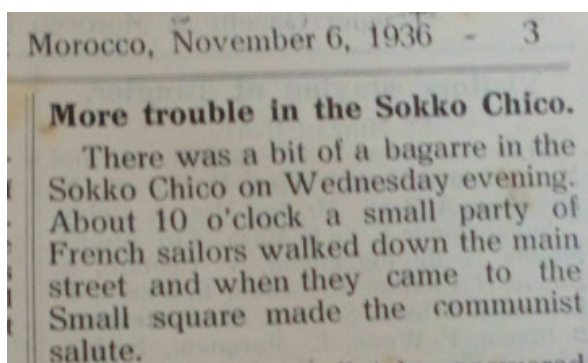 Morocco, November 6, 1936 - 3
More trouble in the Sokko Chico.
There was a bit of a bagarre in the
Sokko Chico on Wednesday evening.
About 10 o'clock a small party of
French sailors walked down the main
street and when they came to the
Small square made the communist
salute.